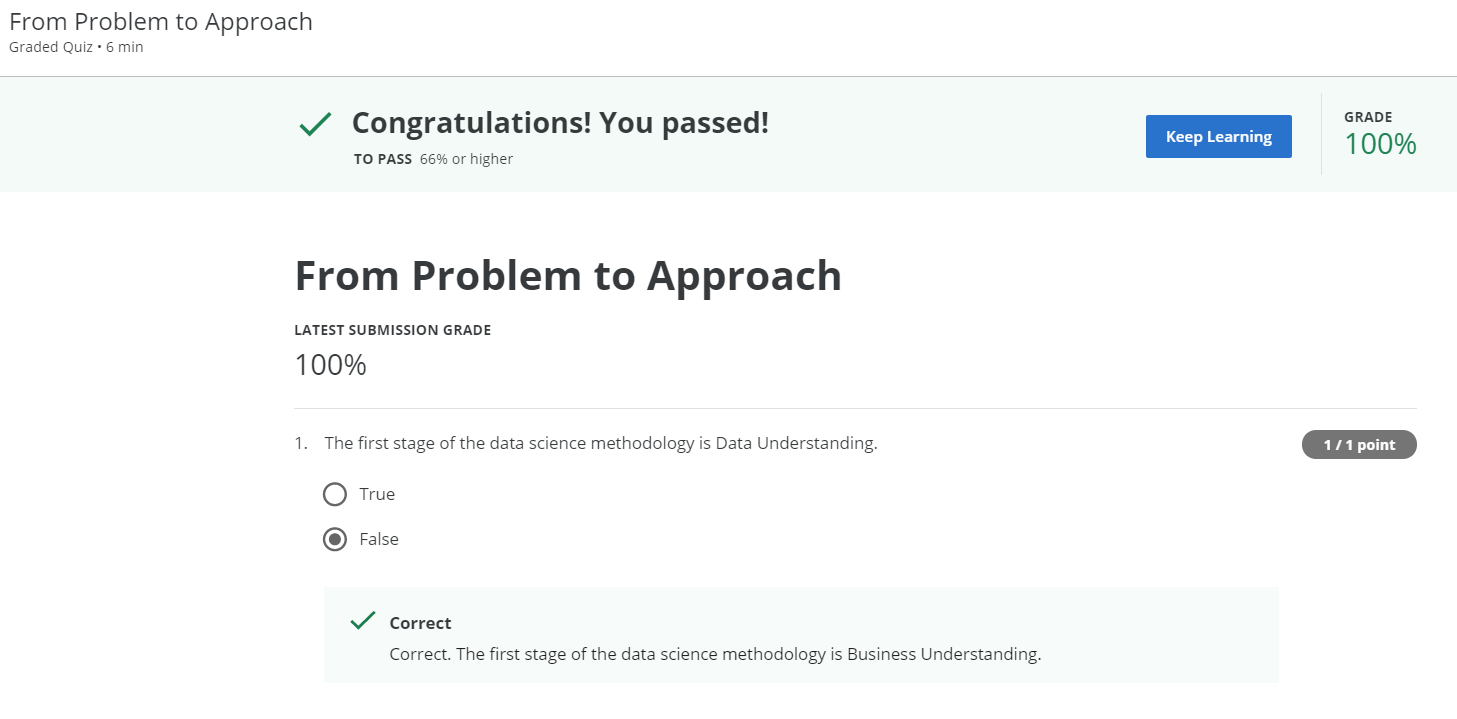 From Problem to Approach
Graded Quiz • 6 min
Congratulations! You passed!
TO PASS 66% or higher
Keep Learning
GRADE
100%
From Problem to Approach
LATEST SUBMISSION GRADE
100%
1. The first stage of the data science methodology is Data Understanding.
1 / 1 point
True
False
Correct
Correct. The first stage of the data science methodology is Business Understanding.